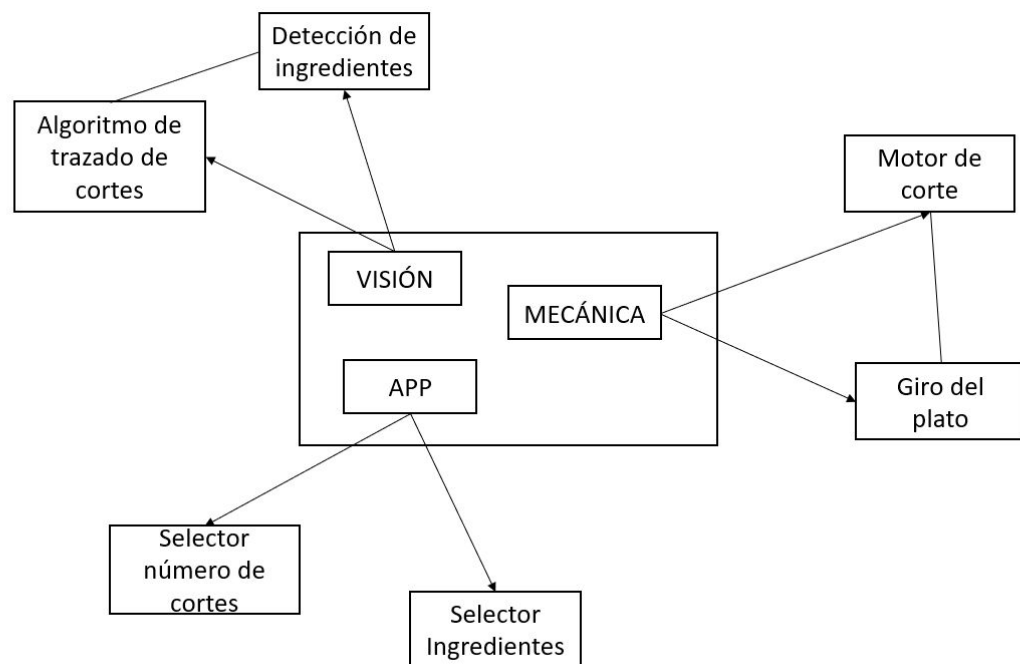 Detección de
ingredientes
Algoritmo de
trazado de
cortes
Motor de
corte
VISIÓN
MECÁNICA
APP
Giro del
plato
Selector
número de
cortes
Selector
Ingredientes